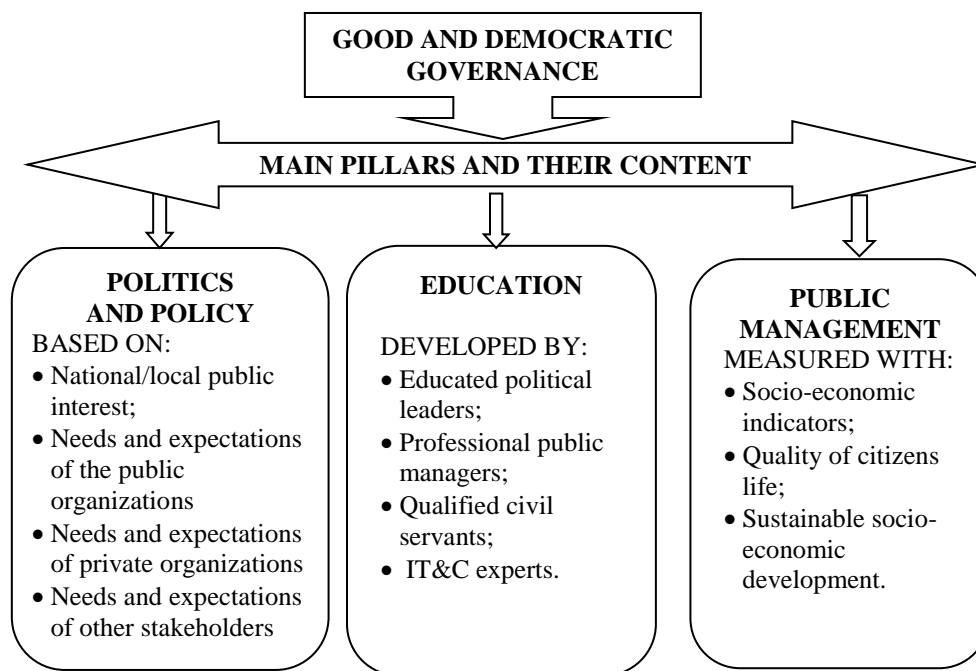 GOOD AND DEMOCRATIC
GOVERNANCE
MAIN PILLARS AND THEIR CONTENT
POLITICS
AND POLICY
BASED ON:
• National/local public
interest;
• Needs and expectations
of the public
organizations
• Needs and expectations
of private organizations
• Needs and expectations
of other stakeholders
EDUCATION
DEVELOPED BY:
• Educated political
leaders;
• Professional public
managers;
• Qualified civil
servants;
• IT&C experts.
PUBLIC
MANAGEMENT
MEASURED WITH:
• Socio-economic
indicators;
• Quality of citizens
life;
• Sustainable socio-
economic
development.